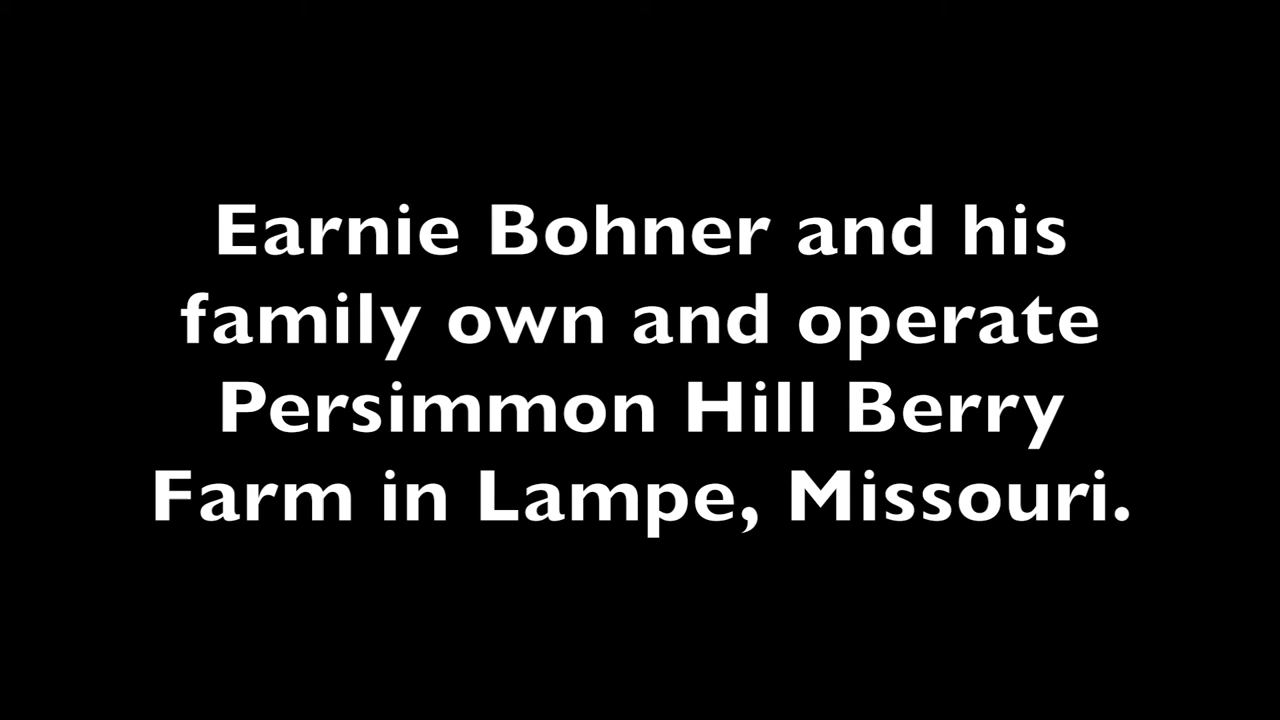 Earnie Bohner and his
family own and operate
Persimmon Hill Berry
Farm in Lampe, Missouri.